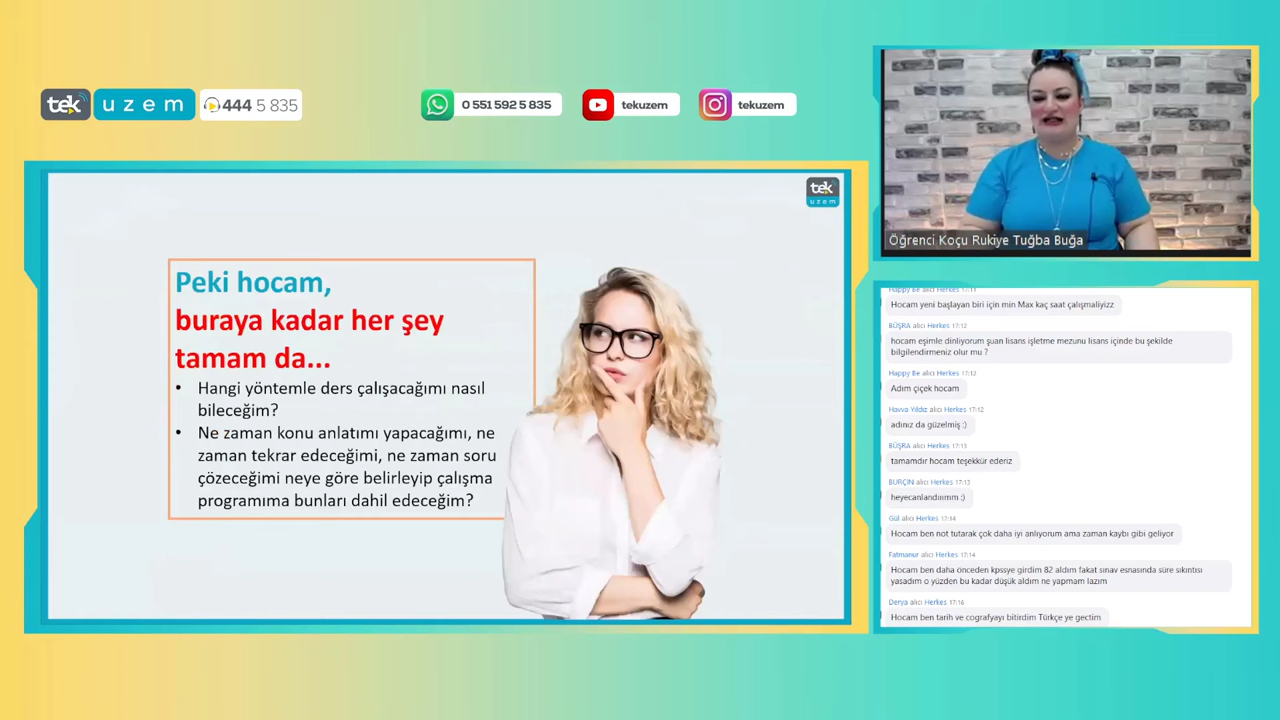 tek uzem 444 5 835
0 551 592 5 835
tekuzem
tekuzem
tek
uzem
Peki hocam,
buraya kadar her şey
tamam da...
• Hangi yöntemle ders çalışacağımı nasıl
bileceğim?
• Ne zaman konu anlatımı yapacağımı, ne
zaman tekrar edeceğimi, ne zaman soru
çözeceğimi neye göre belirleyip çalışma
programıma bunları dahil edeceğim?
Öğrenci Koçu Rukiye Tuğba Buğa
Happy Be alıcı Herkes 17:11
Hocam yeni başlayan biri için min Max kaç saat çalışmaliyizz
BÜŞRA alıcı Herkes 17:12
hocam eşimle dinliyorum şuan lisans işletme mezunu lisans içinde bu şekilde
bilgilendirmeniz olur mu ?
Happy Be alıcı Herkes 17:12
Adım çiçek hocam
Havva Yıldız alıcı Herkes 17:12
adınız da güzelmiş :)
BÜŞRA alıcı Herkes 17:13
tamamdır hocam teşekkür ederiz
BURÇİN alıcı Herkes 17:13
heyecanlandıımm :)
Gül alıcı Herkes 17:14
Hocam ben not tutarak çok daha iyi anlıyorum ama zaman kaybı gibi geliyor
Fatmanur alıcı Herkes 17:14
Hocam ben daha önceden kpssye girdim 82 aldım fakat sınav esnasında süre sıkıntısı
yasadım o yüzden bu kadar düşük aldım ne yapmam lazım
Derya alıcı Herkes 17:16
Hocam ben tarih ve cografyayı bitirdim Türkçe ye gectim